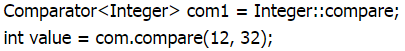 Comparator<Integer> com1 = Integer::compare;
int value = com.compare(12, 32);